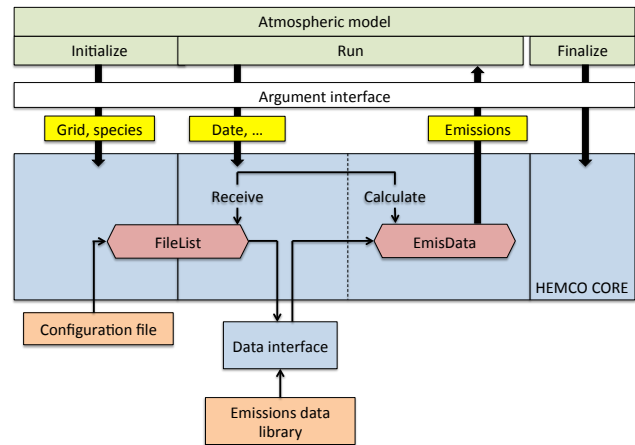 Atmospheric model
Initialize
Run
Finalize
Argument interface
Grid, species
Date, ...
Emissions
Receive
Calculate
FileList
EmisData
HEMCO CORE
Configuration file
Data interface
Emissions data
library